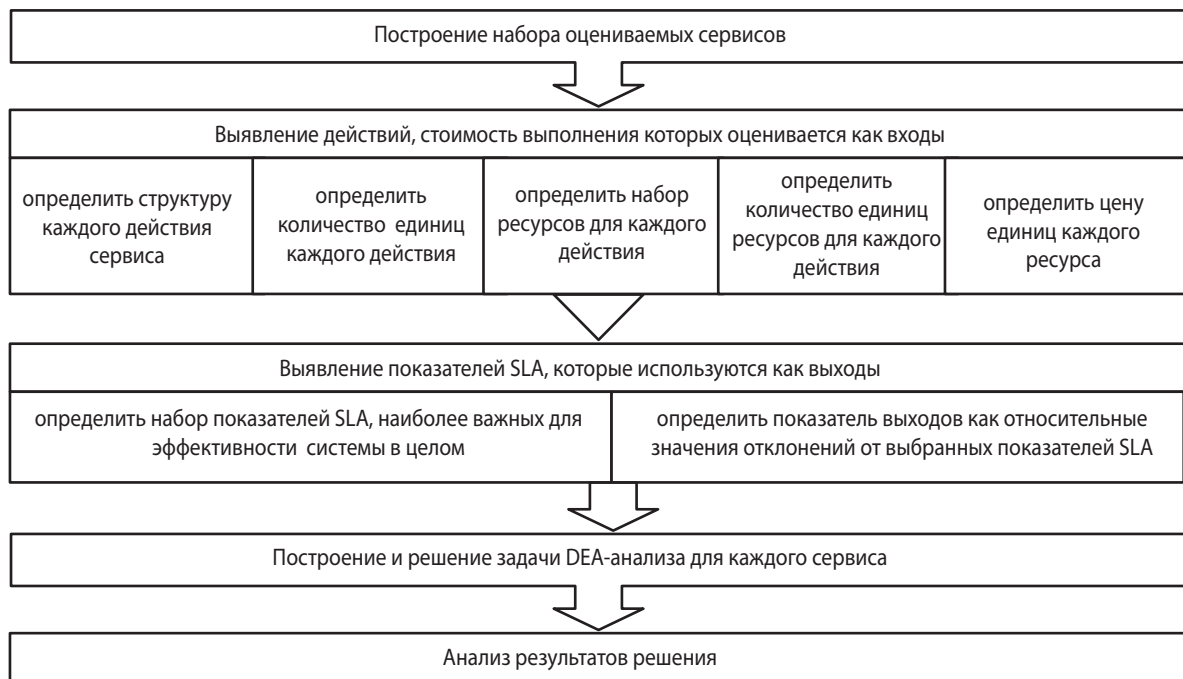 Построение набора оцениваемых сервисов
Выявление действий, стоимость выполнения которых оценивается как входы
определить структуру
каждого действия
сервиса
определить
количество единиц
каждого действия
определить набор
ресурсов для каждого
действия
определить
количество единиц
ресурсов для каждого
действия
определить цену
единиц каждого
ресурса
Выявление показателей SLA, которые используются как выходы
определить набор показателей SLA, наиболее важных для
эффективности системы в целом
определить показатель выходов как относительные
значения отклонений от выбранных показателей SLA
Построение и решение задачи DEA-анализа для каждого сервиса
Анализ результатов решения